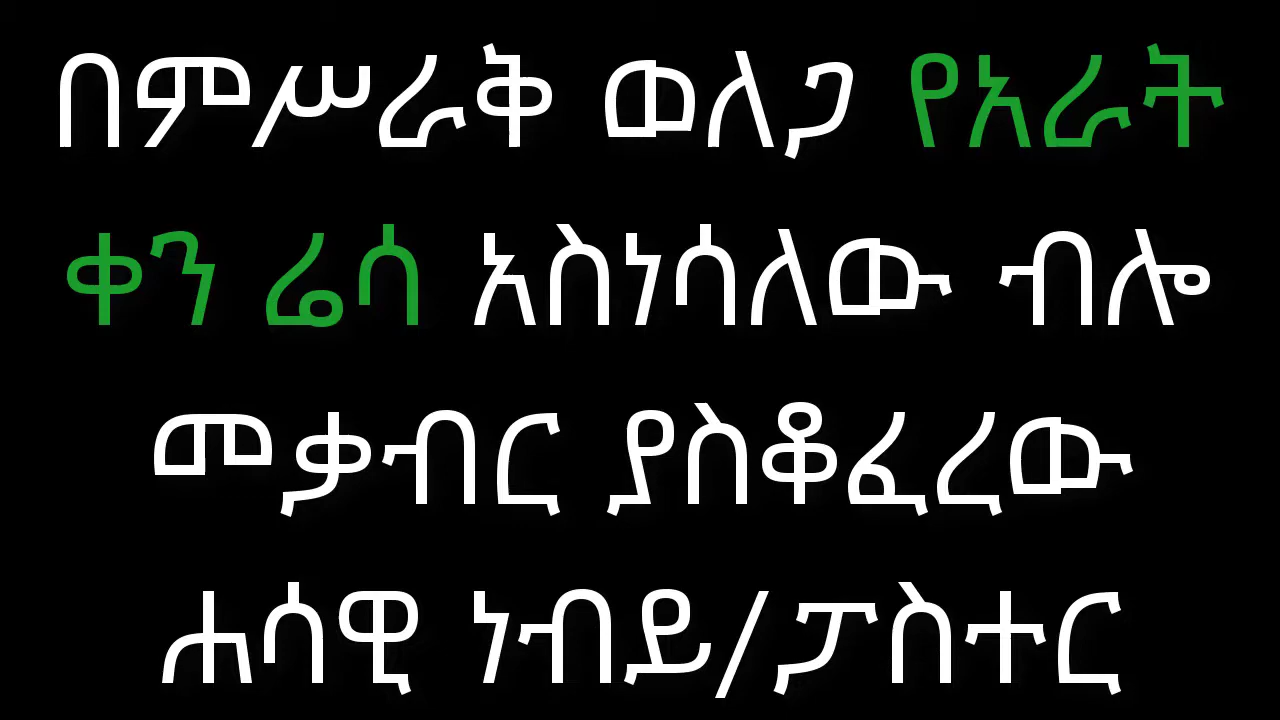 በምሥራቅ ወለጋ የአራት
ቀን ሬሳ አስነሳለው ብሎ
መቃብር ያስቆፈረው
ሐሳዊ ነብይ/ፓስተር